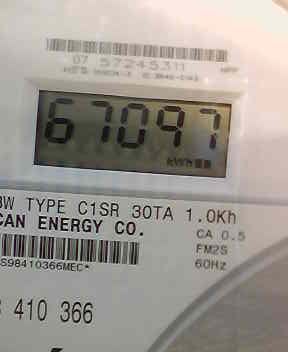 07 57245311
67097
kWh
3W TYPE C1SR 30TA 1.0Kh
CAN ENERGY CO.
CA 0.5
FM2S
60Hz
S98410366MEC*
410 366